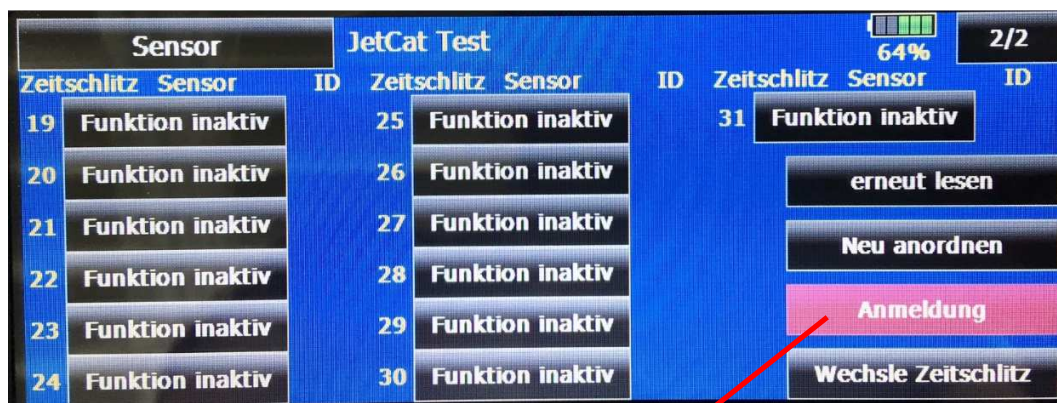 Sensor JetCat Test 64% 2/2
Zeitschlitz Sensor ID Zeitschlitz Sensor ID Zeitschlitz Sensor ID
19 Funktion inaktiv 25 Funktion inaktiv 31 Funktion inaktiv
20 Funktion inaktiv 26 Funktion inaktiv erneut lesen
21 Funktion inaktiv 27 Funktion inaktiv Neu anordnen
22 Funktion inaktiv 28 Funktion inaktiv
23 Funktion inaktiv 29 Funktion inaktiv Anmeldung
24 Funktion inaktiv 30 Funktion inaktiv Wechsle Zeitschlitz